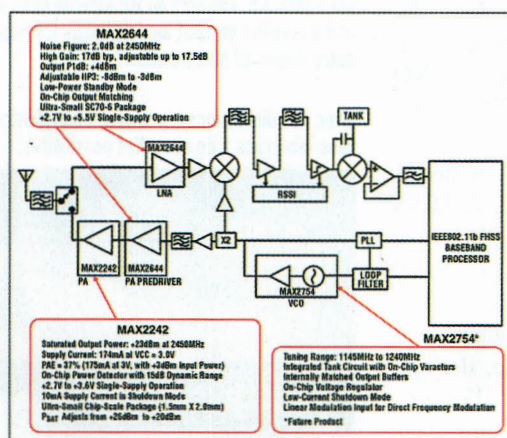 MAX2644
Noise Figure: 2.0dB at 2450MHz
High Gain: 17dB typ, adjustable up to 17.5dB
Output P1dB: +4dBm
Adjustable IIP3: -8dBm to -3dBm
Low-Power Standby Mode
On-Chip Output Matching
Ultra-Small SC70-6 Package
+2.7V to +5.5V Single-Supply Operation
MAX2644
LNA
TANK
RSSI
IEEE802.11b FHSS
BASEBAND
PROCESSOR
MAX2242
PA
MAX2644
PA PREDRIVER
X2
PLL
LOOP
FILTER
MAX2754
VCO
MAX2242
Saturated Output Power: +23dBm at 2450MHz
Supply Current: 174mA at VCC = 3.0V
PAE = 37% (175mA at 3V, with +3dBm Input Power)
On-Chip Power Detector with 15dB Dynamic Range
+2.7V to +3.6V Single-Supply Operation
10mA Supply Current in Shutdown Mode
Ultra-Small Chip-Scale Package (1.5mm X 2.0mm)
PSAT Adjusts from +26dBm to +20dBm
MAX2754*
Tuning Range: 1145MHz to 1240MHz
Integrated Tank Circuit with On-Chip Varactors
Internally Matched Output Buffers
On-Chip Voltage Regulator
Low-Current Shutdown Mode
Linear Modulation Input for Direct Frequency Modulation
*Future Product